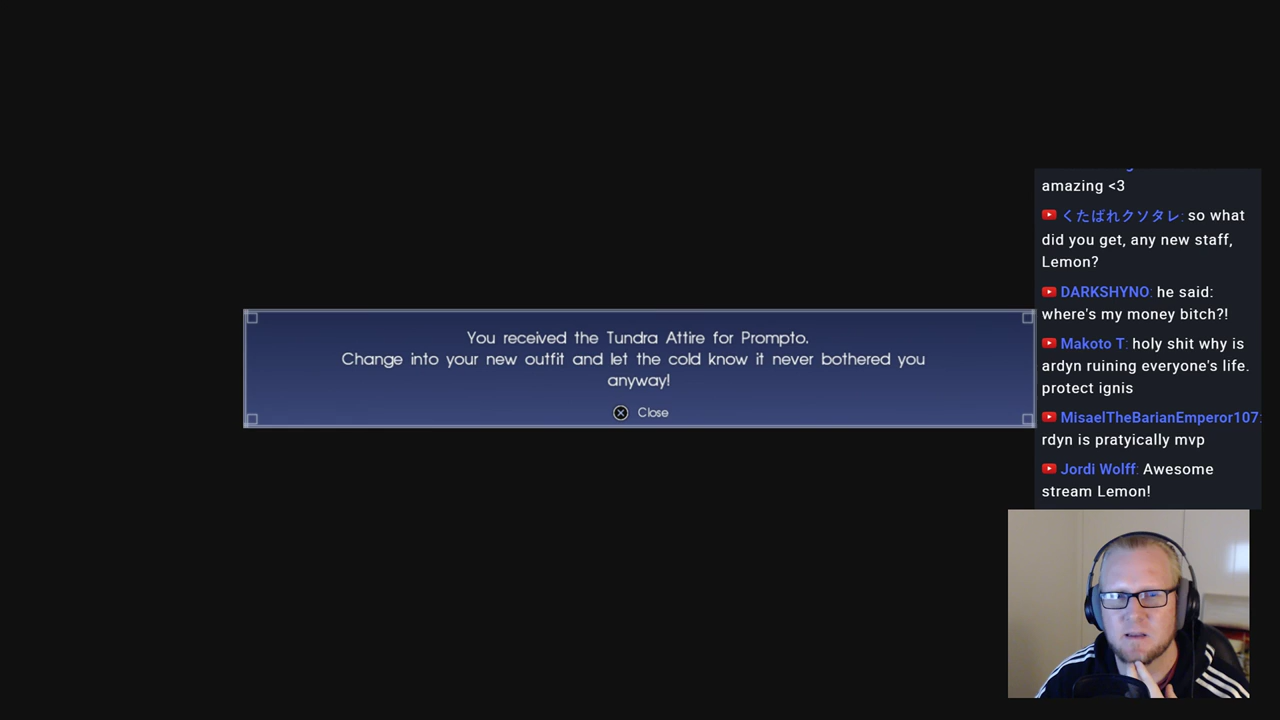 You received the Tundra Attire for Prompto.
Change into your new outfit and let the cold know it never bothered you
anyway!
Close
amazing <3
くたばれクソタレ: so what
did you get, any new staff,
Lemon?
DARKSHYNO: he said:
where's my money bitch?!
Makoto T: holy shit why is
ardyn ruining everyone's life.
protect ignis
MisaelTheBarianEmperor107:
rdyn is pratyically mvp
Jordi Wolff: Awesome
stream Lemon!